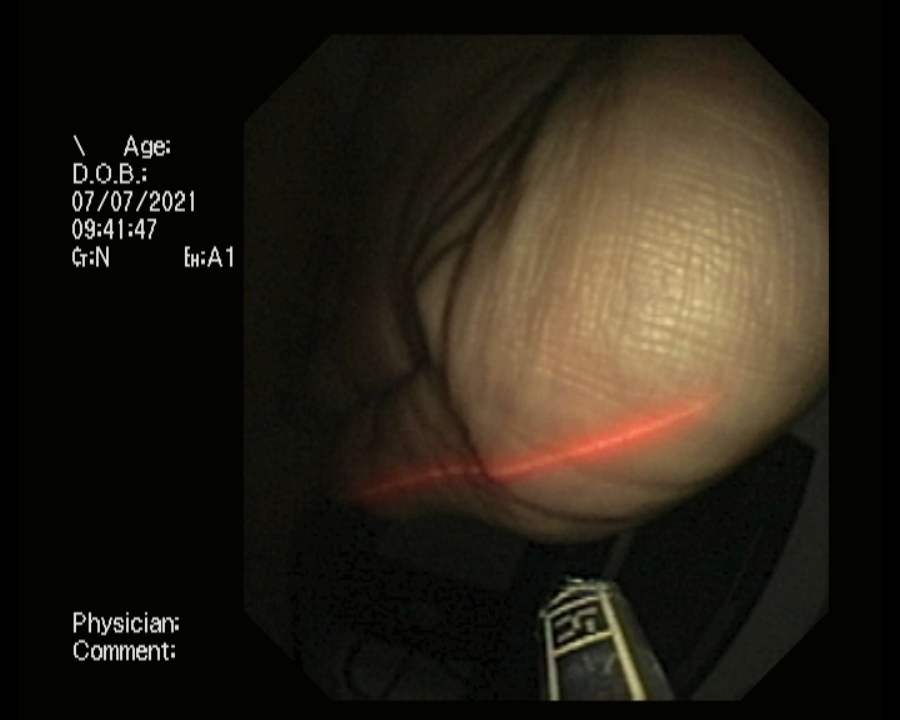 \ Age:
D.O.B.:
07/07/2021
09:41:47
Cr:N Eh:A1
Physician:
Comment: